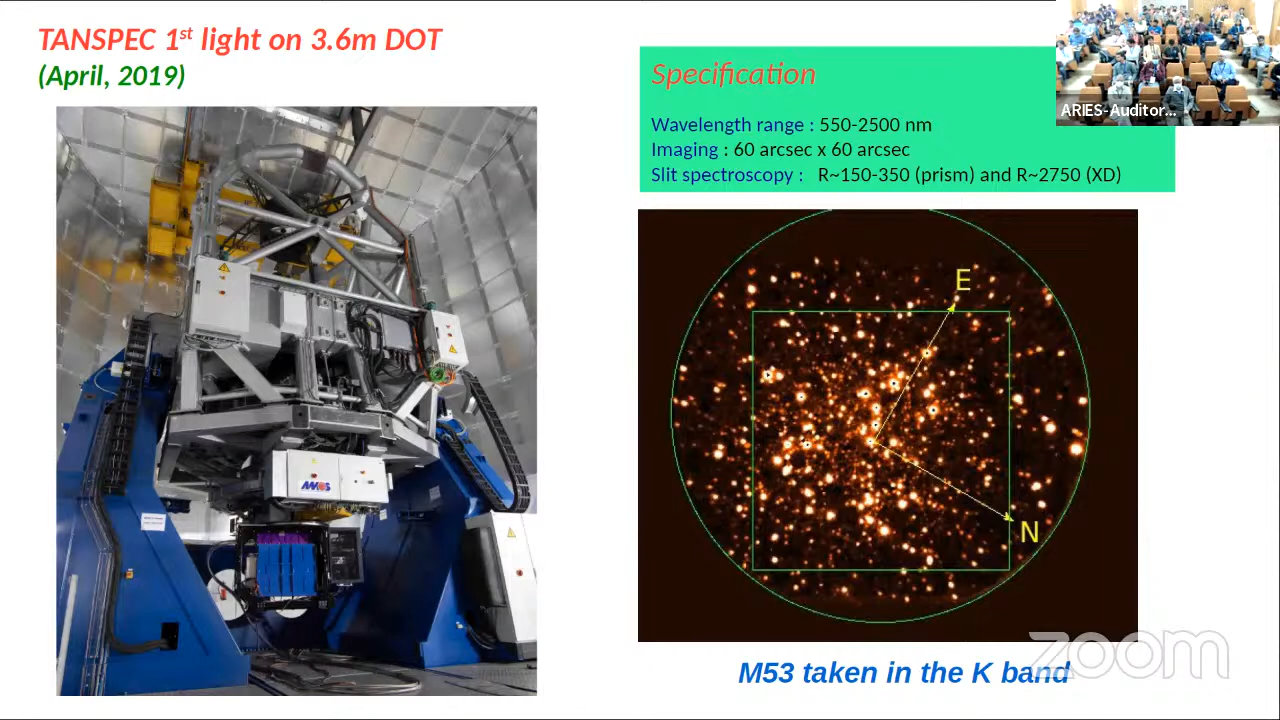 TANSPEC 1st light on 3.6m DOT
(April, 2019)
Specification
Wavelength range : 550-2500 nm
Imaging : 60 arcsec x 60 arcsec
Slit spectroscopy : R~150-350 (prism) and R~2750 (XD)
ARIES-Auditor...
AMOS
E
N
M53 taken in the K band
zoom